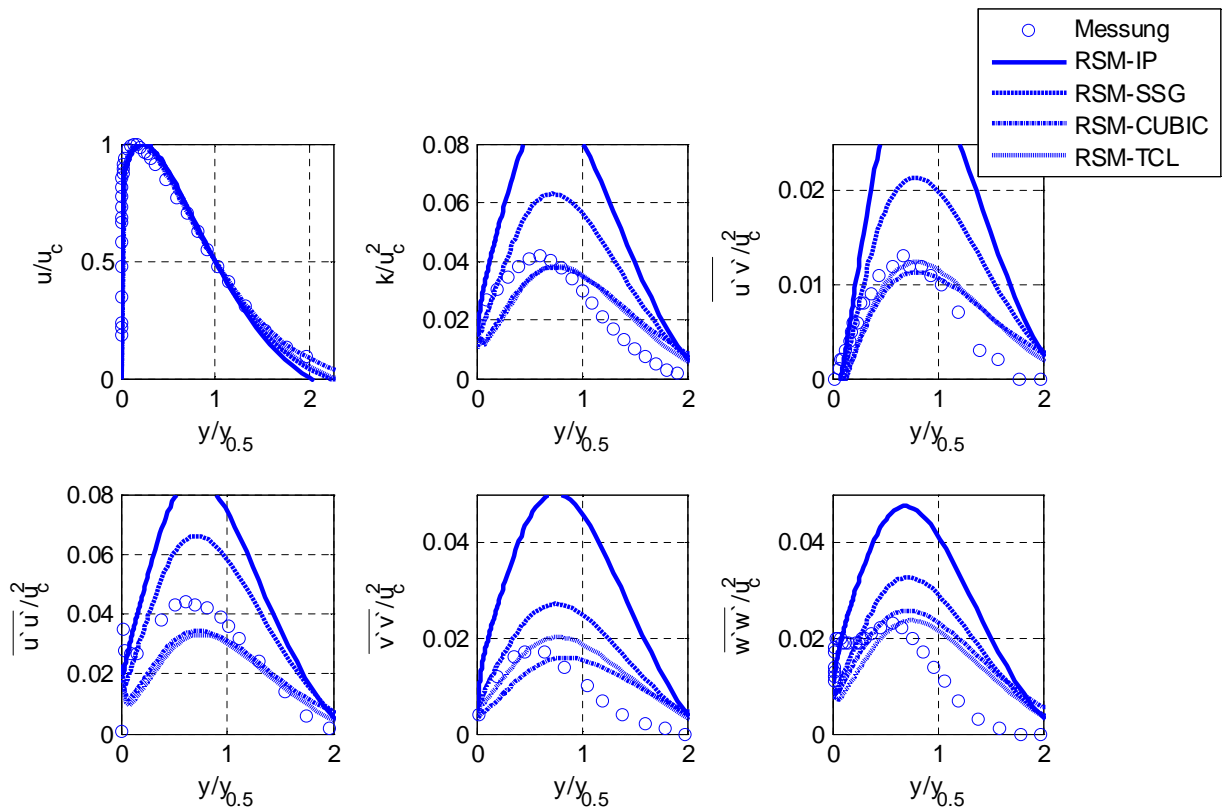 Messung
RSM-IP
RSM-SSG
RSM-CUBIC
RSM-TCL
1
0.5
0
0 1 2
u/u_c
y/y_0.5
0.08
0.06
0.04
0.02
0
0 1 2
k/u_c^2
y/y_0.5
0.02
0.01
0
0 1 2
u`v`/u_c^2
y/y_0.5
0.08
0.06
0.04
0.02
0
0 1 2
u`u`/u_c^2
y/y_0.5
0.04
0.02
0
0 1 2
v`v`/u_c^2
y/y_0.5
0.04
0.02
0
0 1 2
w`w`/u_c^2
y/y_0.5